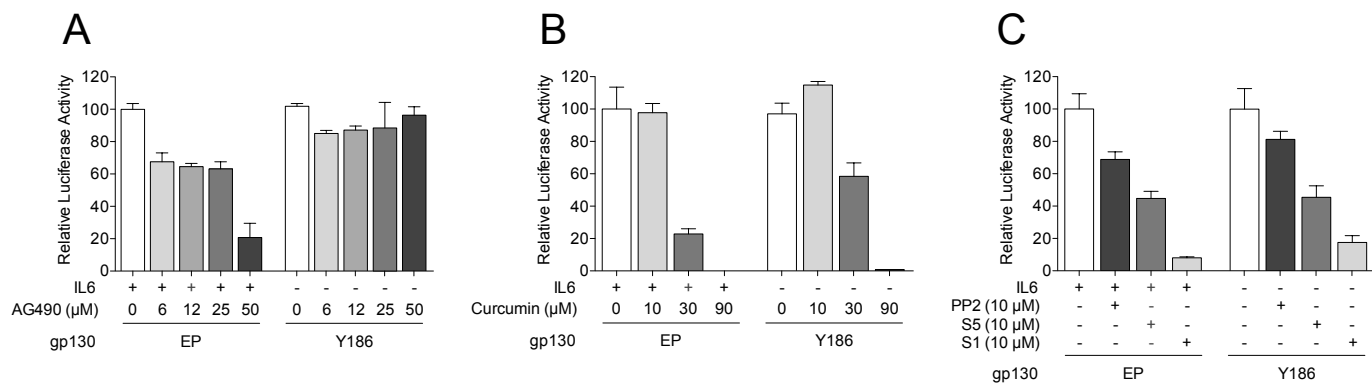 A
Relative Luciferase Activity
120
100
80
60
40
20
0
IL6 + + + + + - - - - -
AG490 (µM) 0 6 12 25 50 0 6 12 25 50
gp130 EP Y186
B
Relative Luciferase Activity
120
100
80
60
40
20
0
IL6 + + + + - - - -
Curcumin (µM) 0 10 30 90 0 10 30 90
gp130 EP Y186
C
Relative Luciferase Activity
120
100
80
60
40
20
0
IL6 + + + + - - - -
PP2 (10 µM) - + - - - + - -
S5 (10 µM) - - + - - - + -
S1 (10 µM) - - - + - - - +
gp130 EP Y186